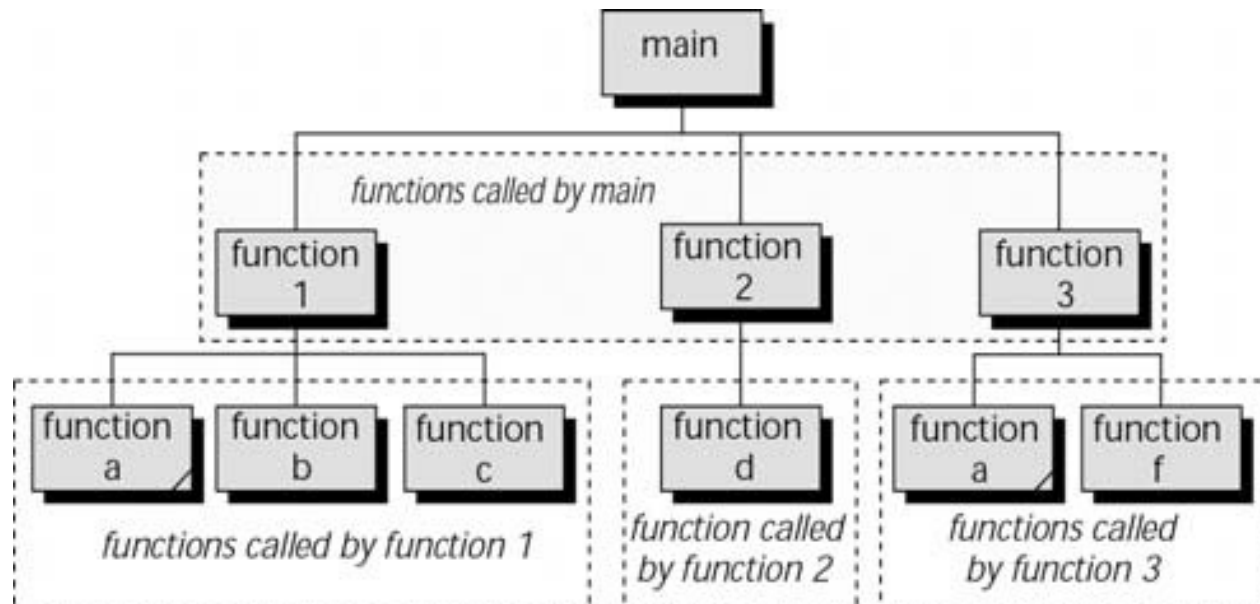 main
functions called by main
function
1
function
2
function
3
function
a
function
b
function
c
function
d
function
a
function
f
functions called by function 1
function called
by function 2
functions called
by function 3